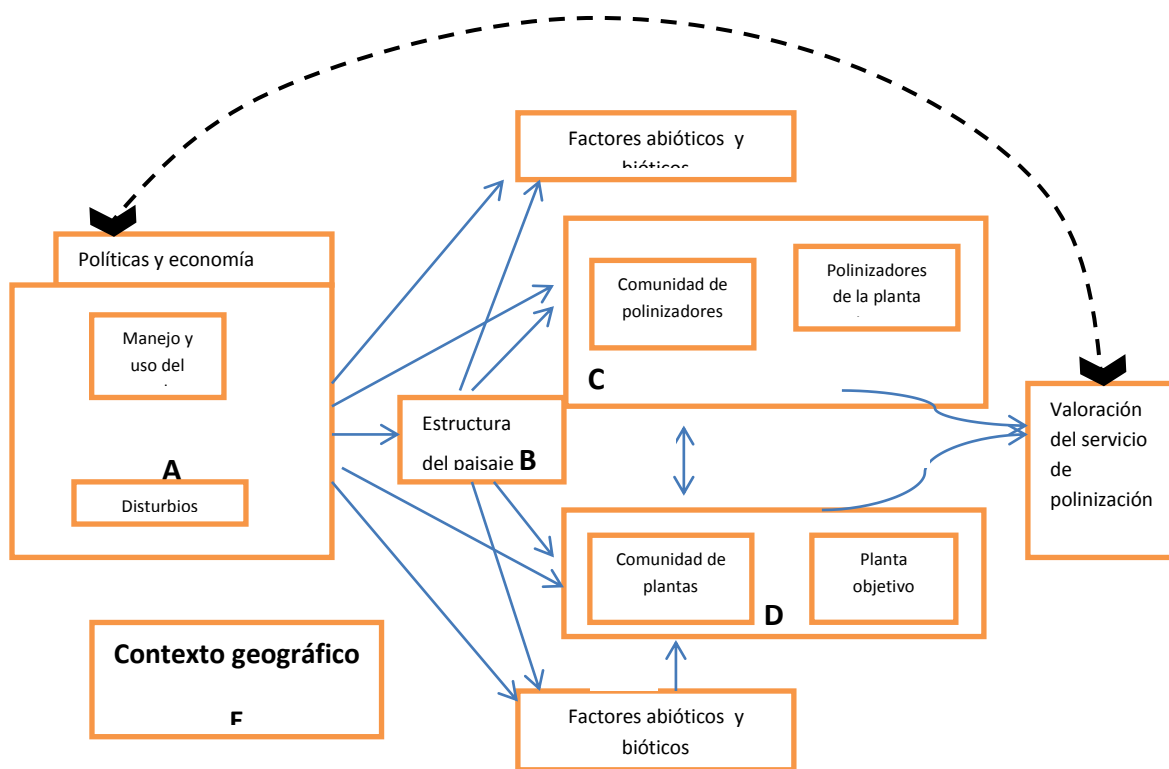 Factores abióticos y
bióticos
Políticas y economía
Manejo y
uso del
A
Disturbios
Comunidad de
polinizadores
Polinizadores
de la planta
C
Estructura
del paisaje B
Valoración
del servicio
de
polinización
Comunidad de
plantas
Planta
objetivo
D
Contexto geográfico
Factores abióticos y
bióticos